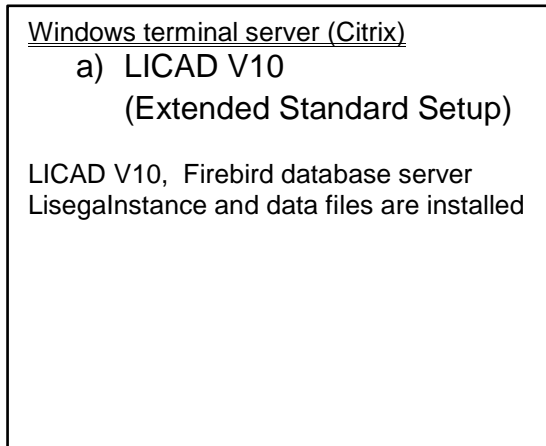 Windows terminal server (Citrix)
a) LICAD V10
(Extended Standard Setup)
LICAD V10, Firebird database server
LisegaInstance and data files are installed